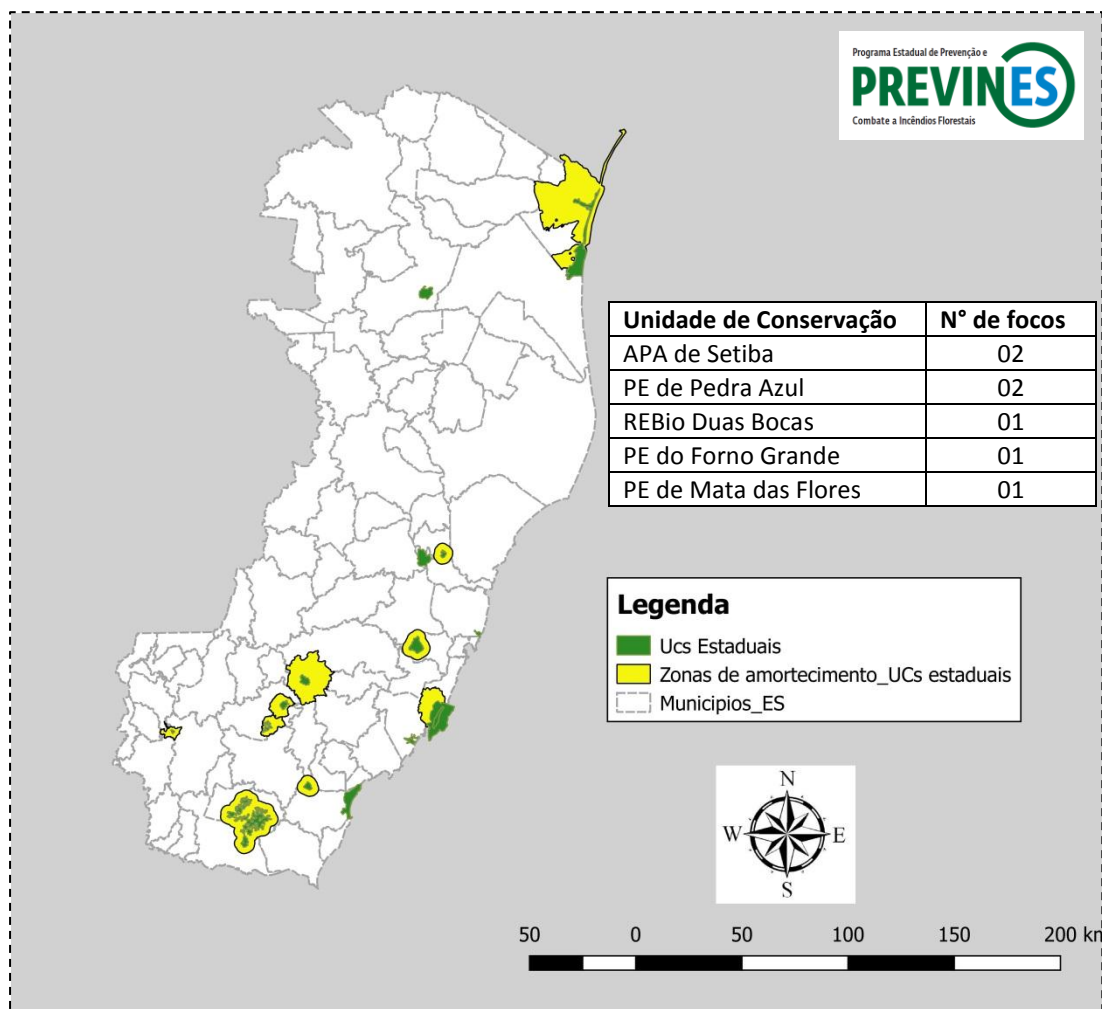 Programa Estadual de Prevenção e
PREVINES
Combate a Incêndios Florestais
Unidade de Conservação N° de focos
APA de Setiba 02
PE de Pedra Azul 02
REBio Duas Bocas 01
PE do Forno Grande 01
PE de Mata das Flores 01
Legenda
Ucs Estaduais
Zonas de amortecimento_UCs estaduais
Municipios_ES
N
W E
S
50 0 50 100 150 200 km